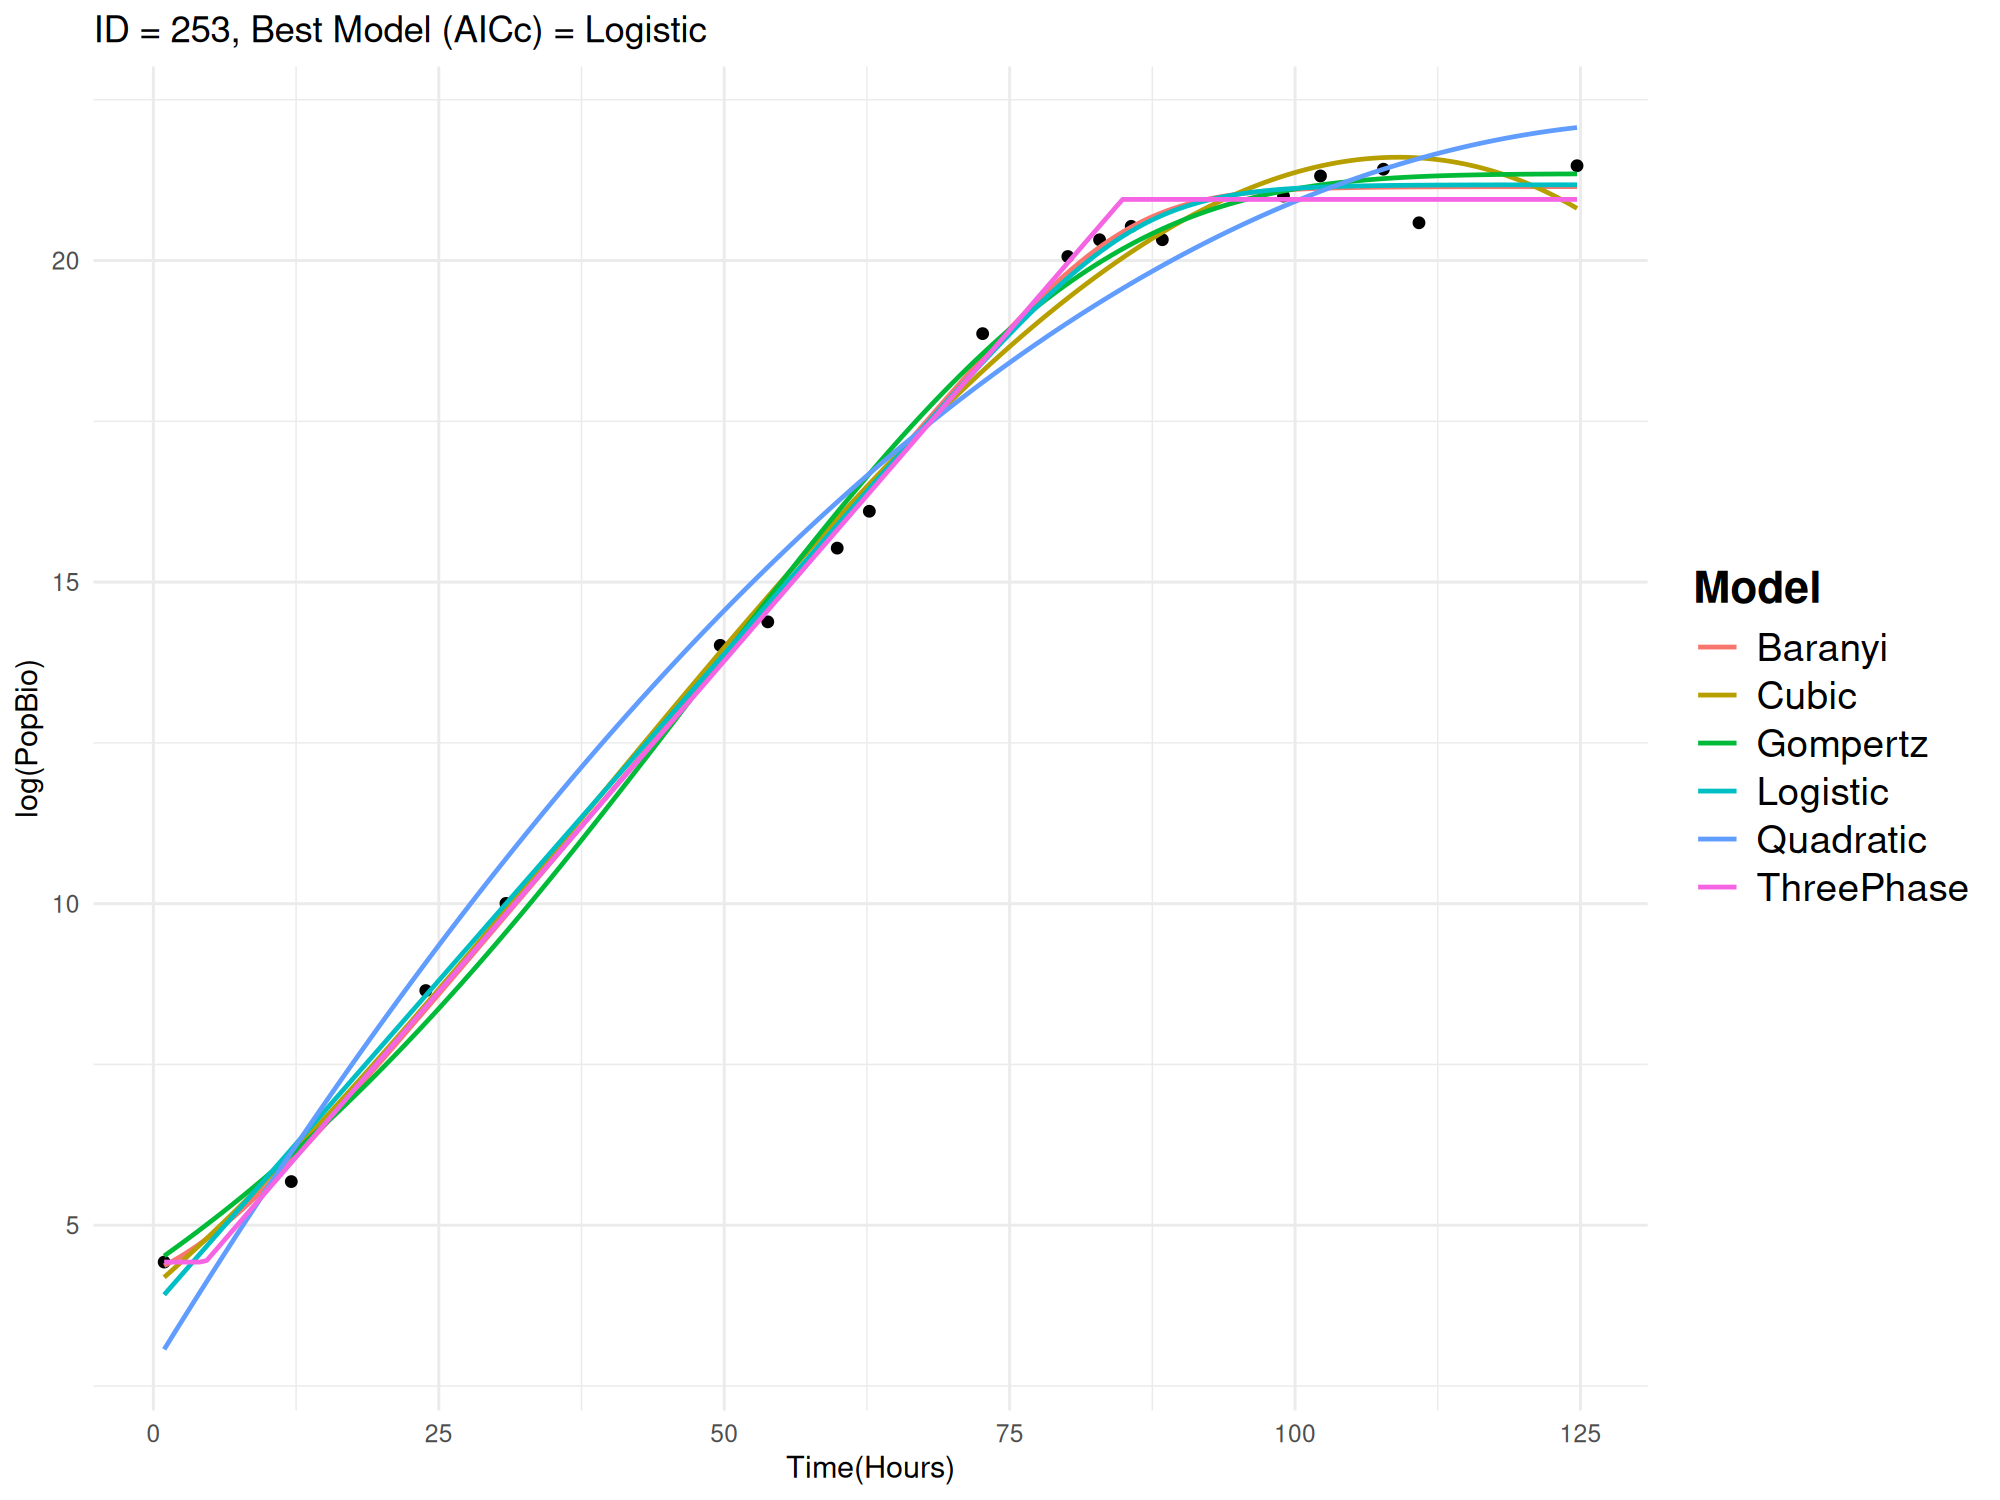 ID = 253, Best Model (AICc) = Logistic
20
15
10
5
log(PopBio)
0 25 50 75 100 125
Time(Hours)
Model
Baranyi
Cubic
Gompertz
Logistic
Quadratic
ThreePhase